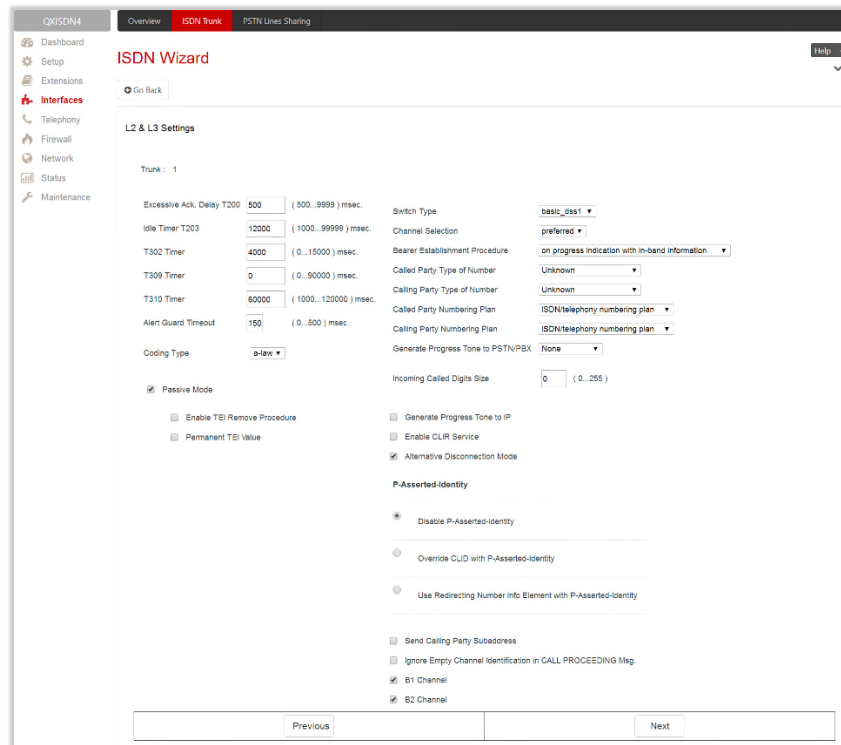 QXISDN4
Overview
ISDN Trunk
PSTN Lines Sharing
Dashboard
Setup
Extensions
Interfaces
Telephony
Firewall
Network
Status
Maintenance
ISDN Wizard
Help
Go Back
L2 & L3 Settings
Trunk : 1
Excessive Ack. Delay T200 500 ( 500...9999 ) msec.
Idle Timer T203 12000 ( 1000...99999 ) msec.
T302 Timer 4000 ( 0...15000 ) msec.
T309 Timer 0 ( 0...90000 ) msec.
T310 Timer 60000 ( 1000...120000 ) msec.
Alert Guard Timeout 150 ( 0...500 ) msec.
Coding Type a-law
Passive Mode
Enable TEI Remove Procedure
Permanent TEI Value
Switch Type basic_dss1
Channel Selection preferred
Bearer Establishment Procedure on progress indication with in-band information
Called Party Type of Number Unknown
Calling Party Type of Number Unknown
Called Party Numbering Plan ISDN/telephony numbering plan
Calling Party Numbering Plan ISDN/telephony numbering plan
Generate Progress Tone to PSTN/PBX None
Incoming Called Digits Size 0 ( 0...255 )
Generate Progress Tone to IP
Enable CLIR Service
Alternative Disconnection Mode
P-Asserted-Identity
Disable P-Asserted-Identity
Override CLID with P-Asserted-Identity
Use Redirecting Number Info Element with P-Asserted-Identity
Send Calling Party Subaddress
Ignore Empty Channel Identification in CALL PROCEEDING Msg.
B1 Channel
B2 Channel
Previous
Next